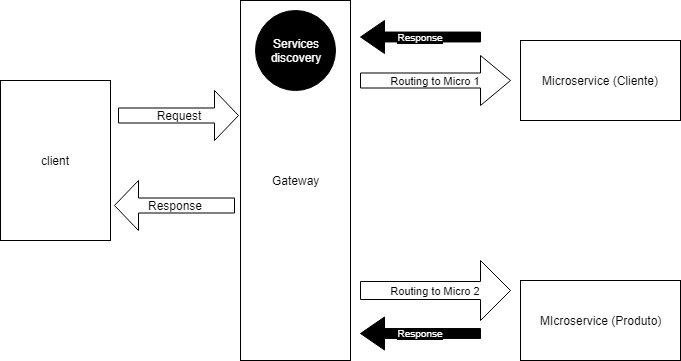 Services
discovery
Response
Routing to Micro 1
Microservice (Cliente)
Request
client
Gateway
Response
Routing to Micro 2
MIcroservice (Produto)
Response